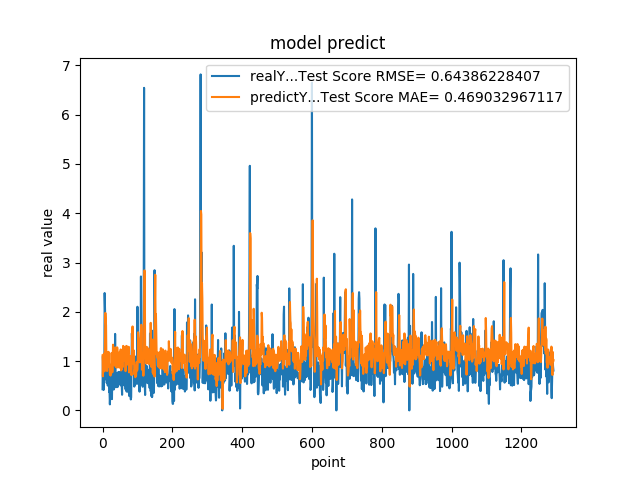 model predict
realY...Test Score RMSE= 0.64386228407
predictY...Test Score MAE= 0.469032967117
real value
7
6
5
4
3
2
1
0
0 200 400 600 800 1000 1200
point